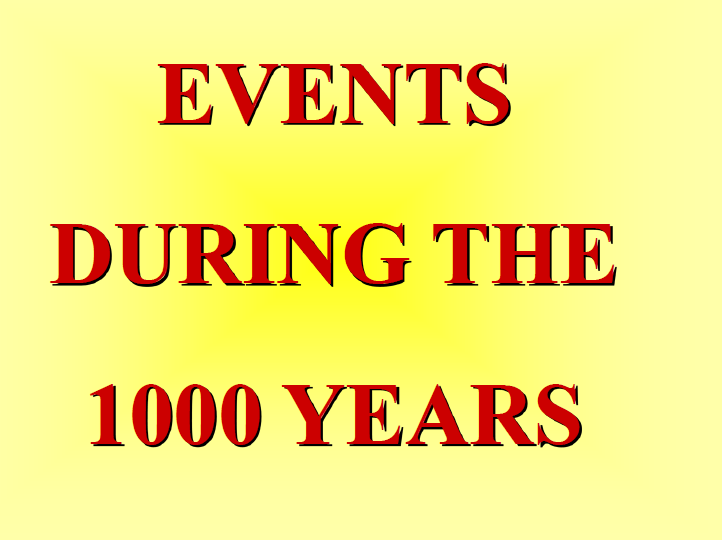 EVENTS
DURING THE
1000 YEARS